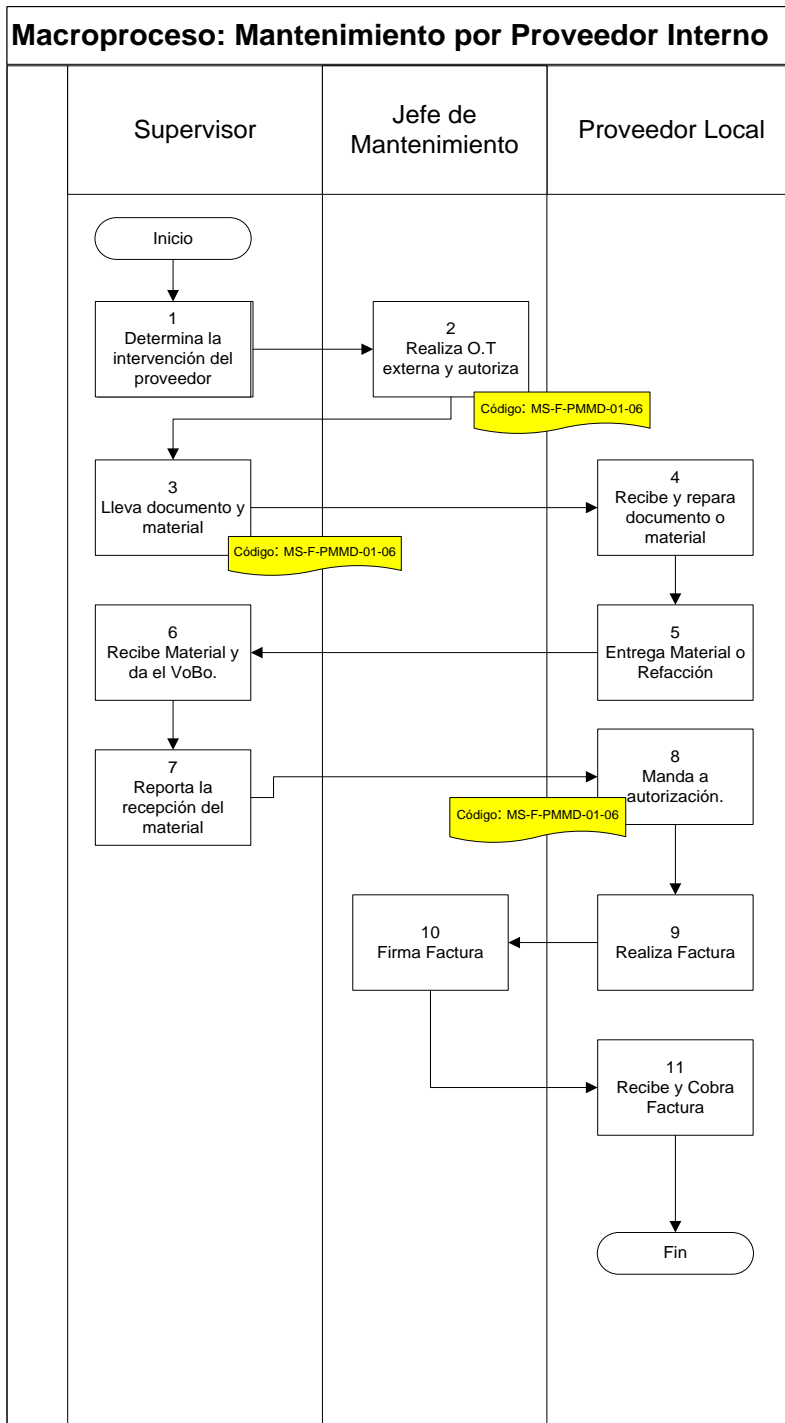 Macroproceso: Mantenimiento por Proveedor Interno
Supervisor
Jefe de
Mantenimiento
Proveedor Local
Inicio
1
Determina la
intervención del
proveedor
2
Realiza O.T
externa y autoriza
Código: MS-F-PMMD-01-06
3
Lleva documento y
material
Código: MS-F-PMMD-01-06
4
Recibe y repara
documento o
material
5
Entrega Material o
Refacción
6
Recibe Material y
da el VoBo.
7
Reporta la
recepción del
material
8
Manda a
autorización.
Código: MS-F-PMMD-01-06
9
Realiza Factura
10
Firma Factura
11
Recibe y Cobra
Factura
Fin